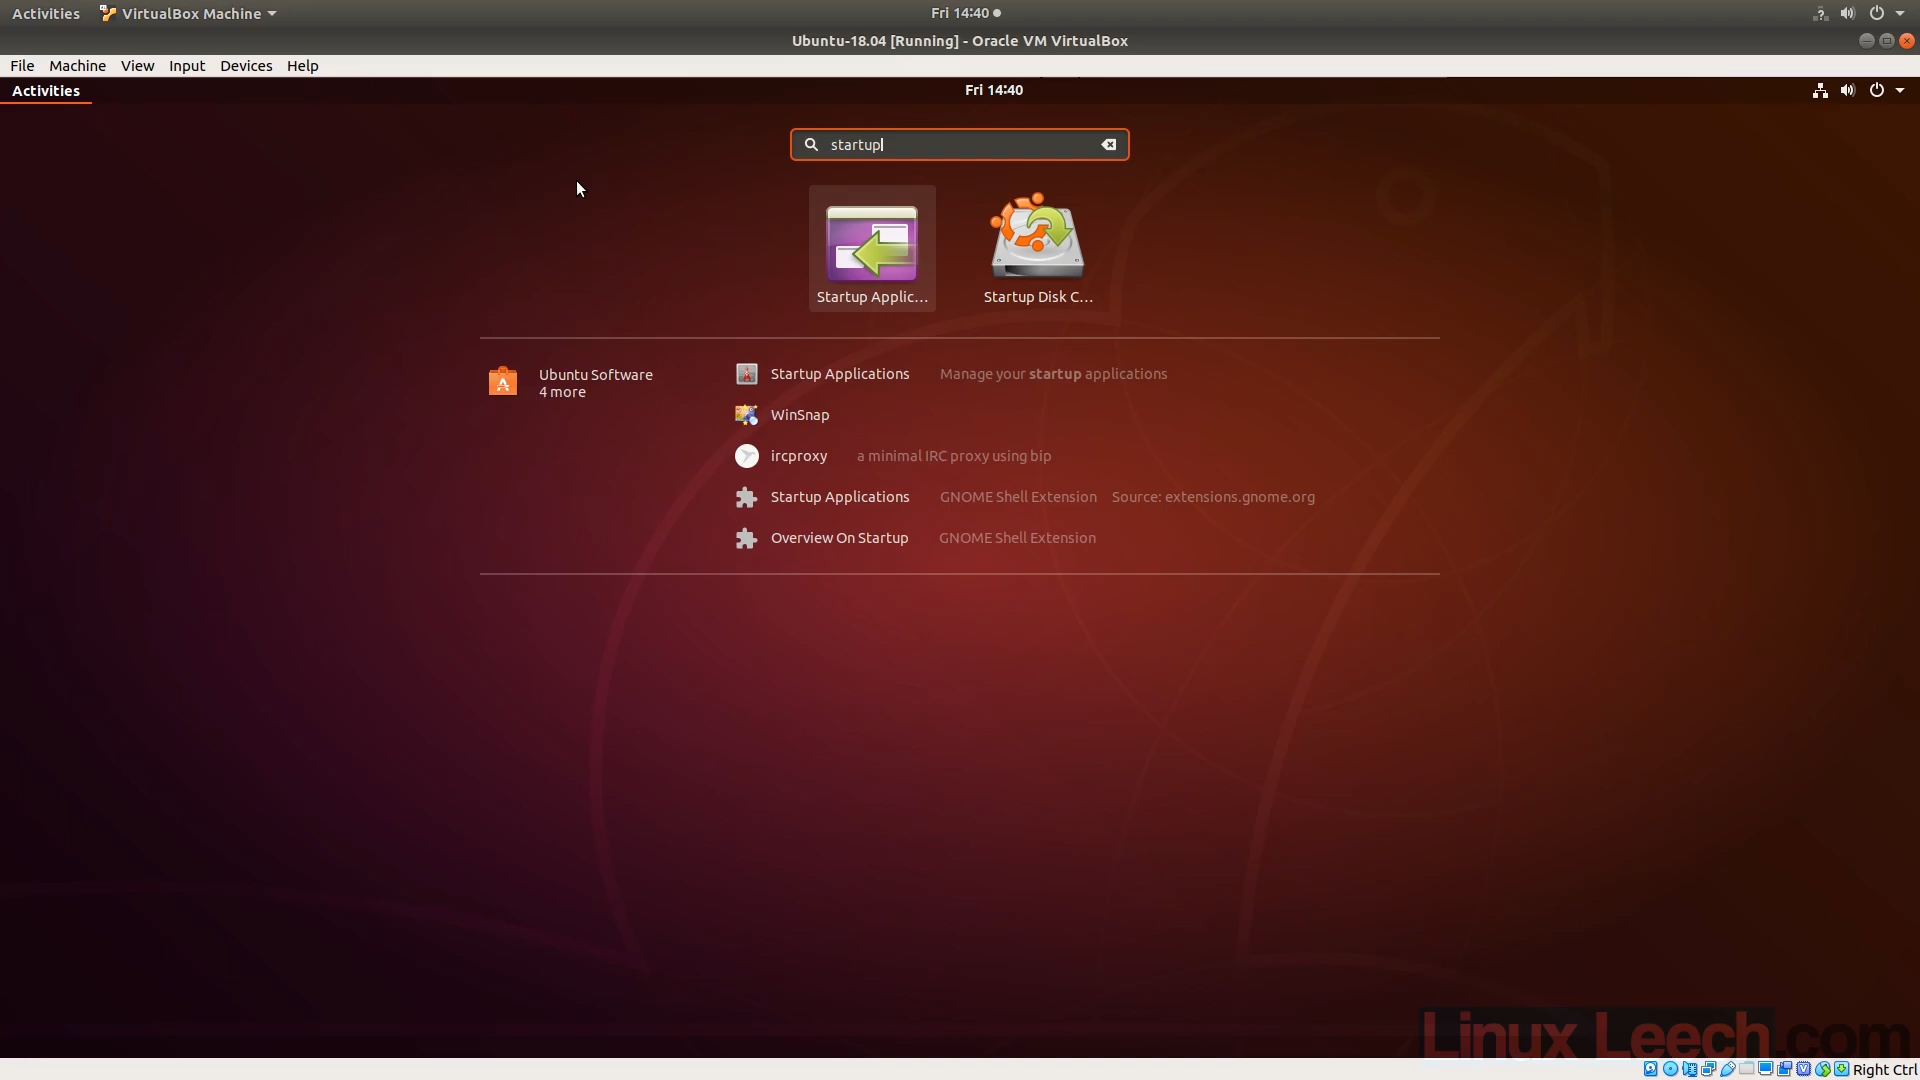 Activities VirtualBox Machine Fri 14:40
Ubuntu-18.04 [Running] - Oracle VM VirtualBox
File Machine View Input Devices Help
Activities Fri 14:40
startup
Startup Applic... Startup Disk C...
Ubuntu Software
4 more
Startup Applications Manage your startup applications
WinSnap
ircproxy a minimal IRC proxy using bip
Startup Applications GNOME Shell Extension Source: extensions.gnome.org
Overview On Startup GNOME Shell Extension
Linux Leech.com
Right Ctrl